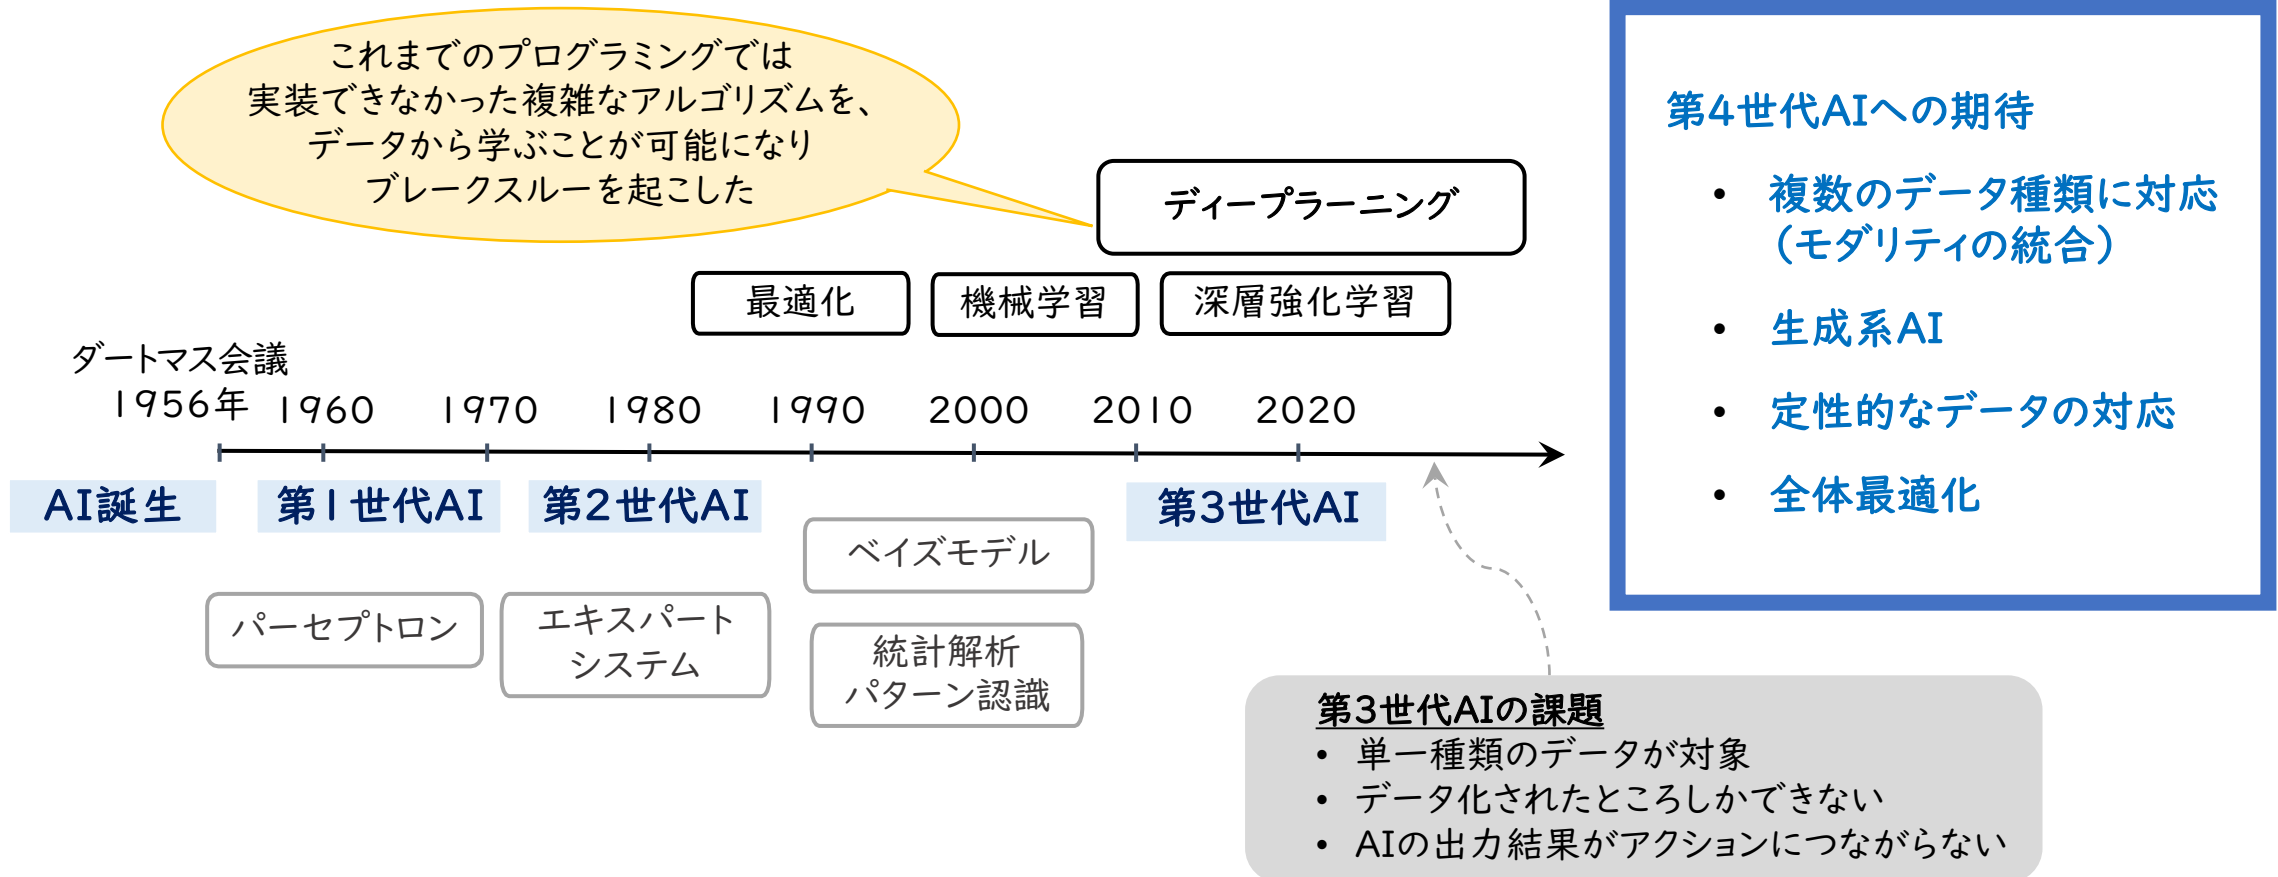 これまでのプログラミングでは
実装できなかった複雑なアルゴリズムを、
データから学ぶことが可能になり
ブレークスルーを起こした
ディープラーニング
最適化
機械学習
深層強化学習
ダートマス会議
1956年
1960
1970
1980
1990
2000
2010
2020
AI誕生
第1世代AI
第2世代AI
第3世代AI
ベイズモデル
パーセプトロン
エキスパート
システム
統計解析
パターン認識
第3世代AIの課題
• 単一種類のデータが対象
• データ化されたところしかできない
• AIの出力結果がアクションにつながらない
第4世代AIへの期待
• 複数のデータ種類に対応
（モダリティの統合）
• 生成系AI
• 定性的なデータの対応
• 全体最適化